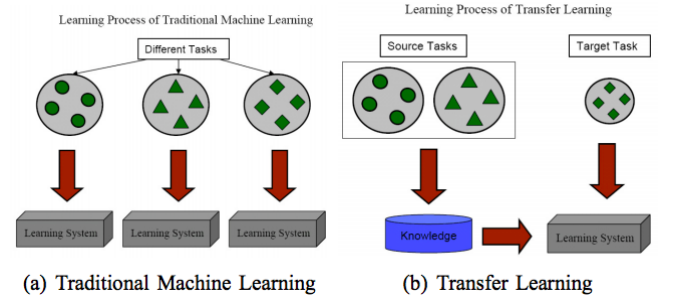 Learning Process of Traditional Machine Learning
Different Tasks
Learning System
Learning System
Learning System
(a) Traditional Machine Learning
Learning Process of Transfer Learning
Source Tasks
Target Task
Knowledge
Learning System
(b) Transfer Learning